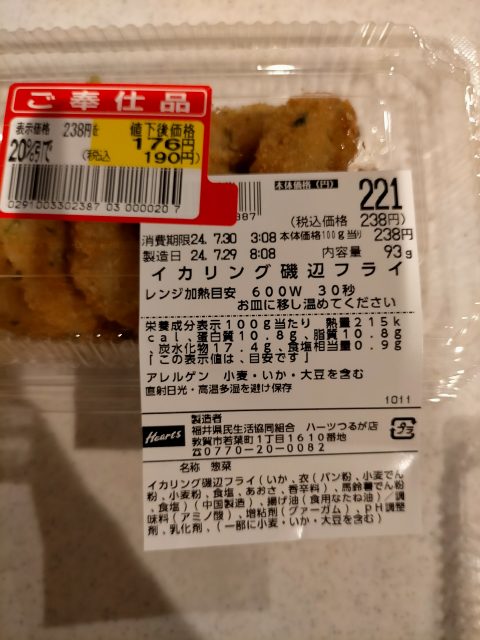 ご奉仕品
表示価格 238円を 値下後価格
20%引で 176円
(税込 190円)
0291003302387 03 000020 7
本体価格(円) 221
387 (税込価格 238円)
消費期限24.7.30 3:08 本体価格100g当り 238円
製造日 24.7.29 8:08 内容量 93g
イカリング磯辺フライ
レンジ加熱目安 600W 30秒
お皿に移し温めてください
栄養成分表示100g当たり 熱量215k
cal、蛋白質10.8g、脂質10.8g
、炭水化物17.4g、食塩相当量0.9g
[この表示値は、目安です]
アレルゲン 小麦・いか・大豆を含む
直射日光・高温多湿を避け保存
1011
製造者
Hearts 福井県民生活協同組合 ハーツつるが店
敦賀市若葉町1丁目1610番地
☎0770-20-0082
プラ
名称 惣菜
イカリング磯辺フライ(いか、衣(パン粉、小麦でん
粉、小麦粉、食塩、あおさ、香辛料)、馬鈴薯でん粉
、食塩)(中国製造)、揚げ油(食用なたね油)/調
味料(アミノ酸)、増粘剤(グァーガム)、pH調整
剤、乳化剤、(一部に小麦・いか・大豆を含む)